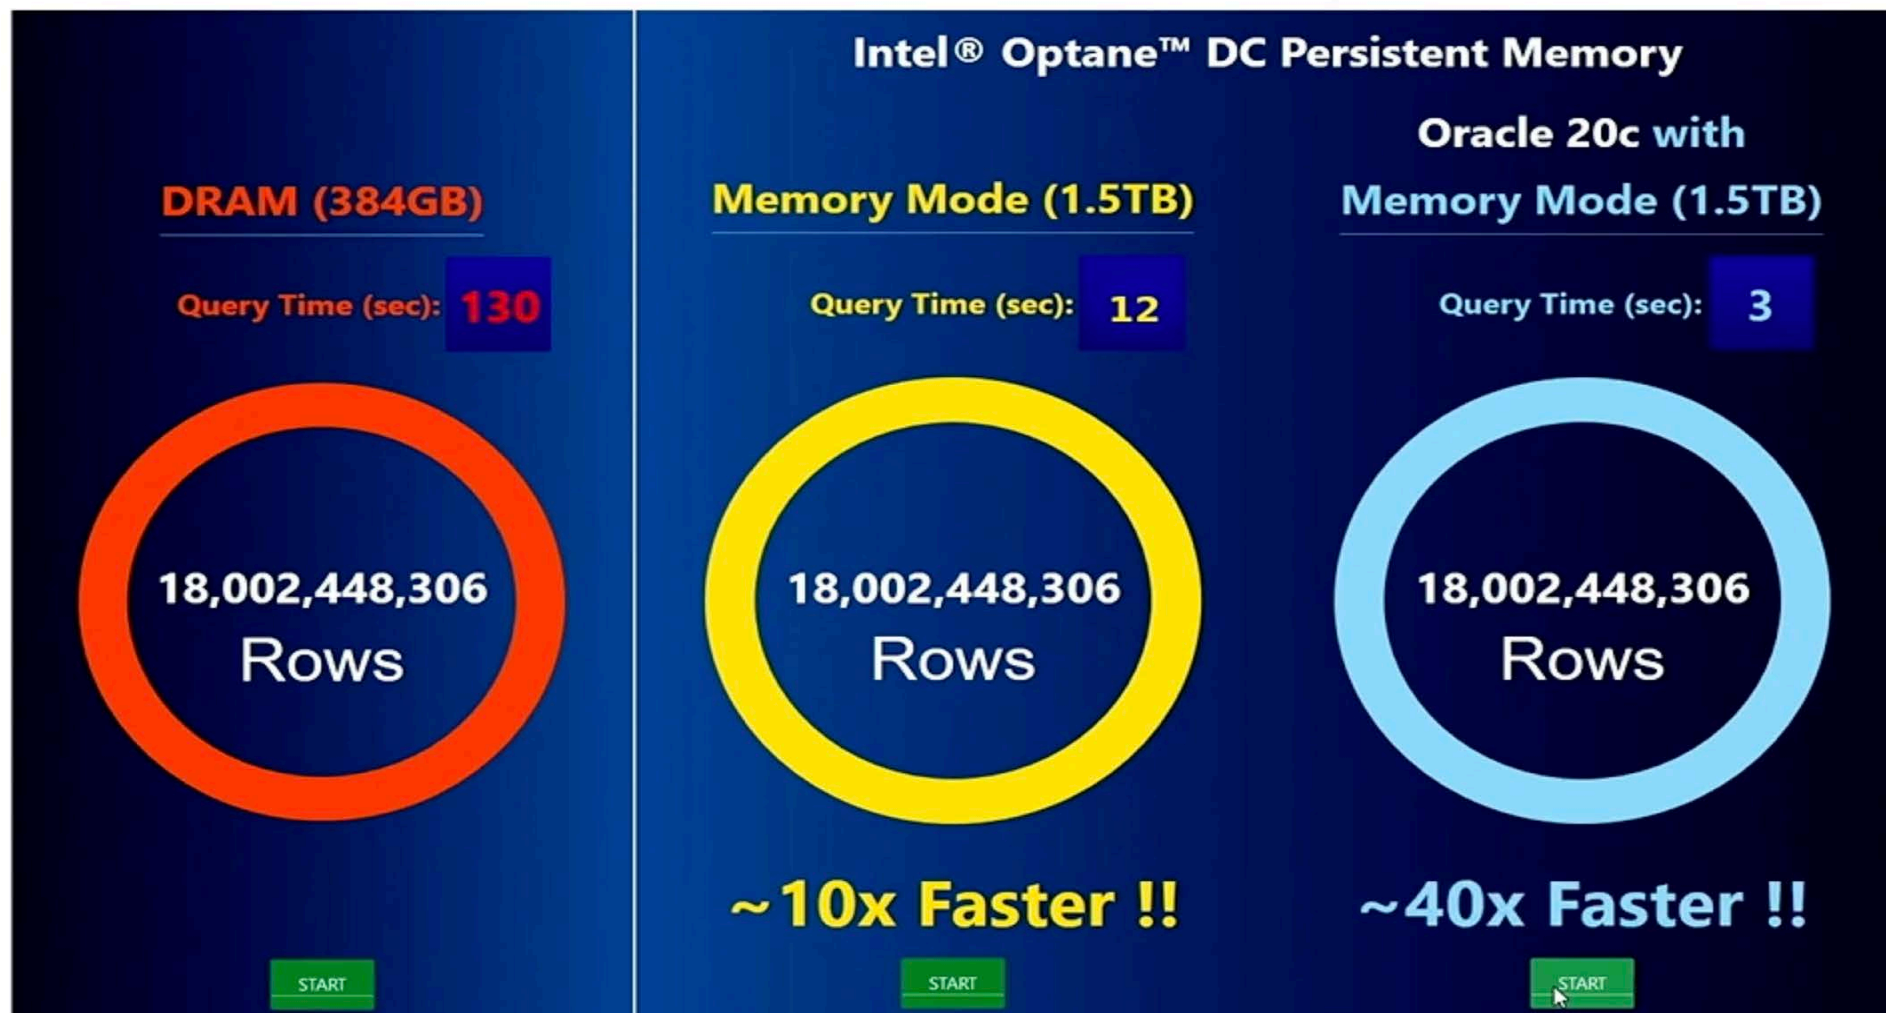 Intel® Optane™ DC Persistent Memory
DRAM (384GB)
Query Time (sec): 130
18,002,448,306
Rows
START
Memory Mode (1.5TB)
Query Time (sec): 12
18,002,448,306
Rows
~10x Faster !!
START
Oracle 20c with
Memory Mode (1.5TB)
Query Time (sec): 3
18,002,448,306
Rows
~40x Faster !!
START